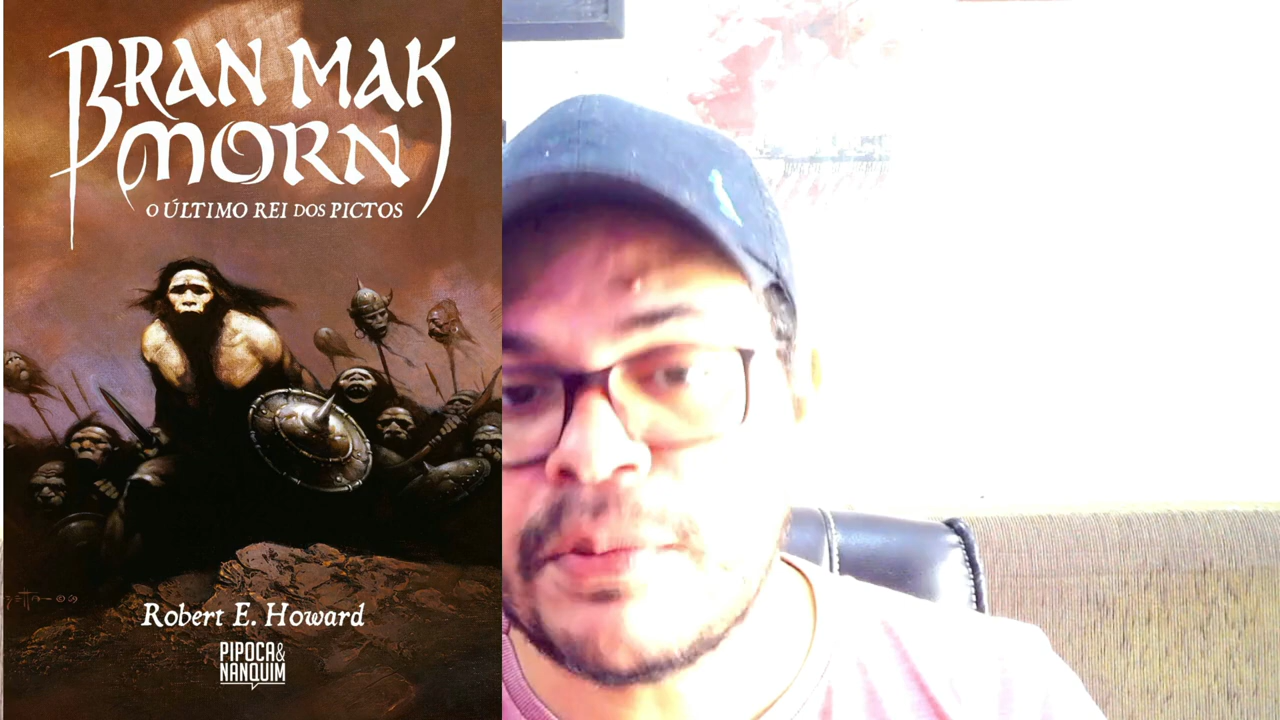 BRAN MAK
MORN
O ÚLTIMO REI DOS PICTOS
Robert E. Howard
PIPOCA&
NANQUIM